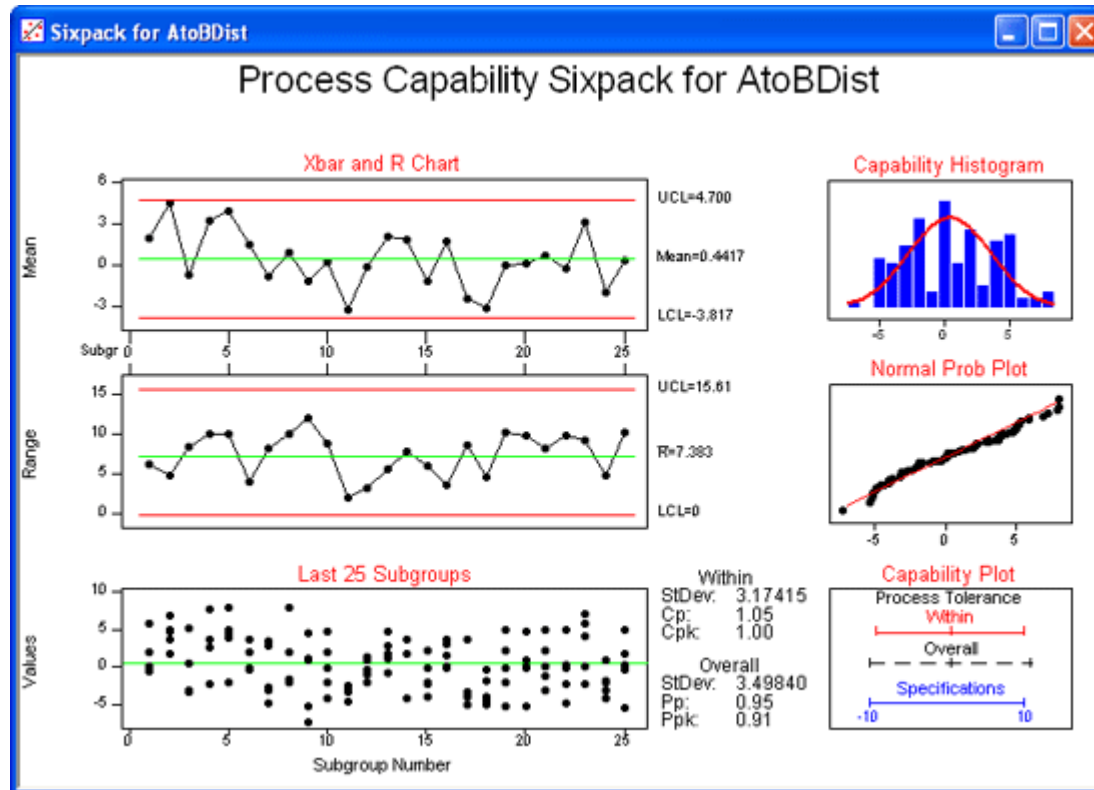 Sixpack for AtoBDist
Process Capability Sixpack for AtoBDist
Xbar and R Chart
Mean
6
3
0
-3
UCL=4.700
Mean=0.4417
LCL=-3.817
Subgr 0 5 10 15 20 25
Range
15
10
5
0
UCL=15.61
R=7.383
LCL=0
Last 25 Subgroups
Values
10
5
0
-5
0 5 10 15 20 25
Subgroup Number
Within
StDev: 3.17415
Cp: 1.05
Cpk: 1.00
Overall
StDev: 3.49840
Pp: 0.95
Ppk: 0.91
Capability Histogram
-5 0 5
Normal Prob Plot
-5 0 5
Capability Plot
Process Tolerance
Within
Overall
Specifications
-10 10